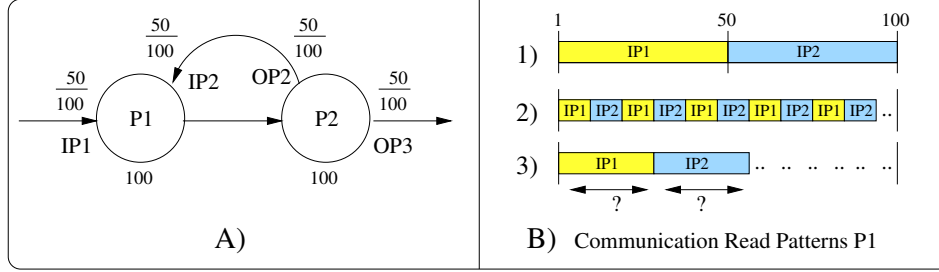 50
100
50
100
50
100
50
100
IP2
OP2
P1
P2
IP1
OP3
100
100
A)
1
50
100
1)
IP1
IP2
2)
IP1 IP2 IP1 IP2 IP1 IP2 IP1 IP2 IP1 IP2 ..
3)
IP1
IP2
.. .. .. .. .. ..
?
?
B) Communication Read Patterns P1